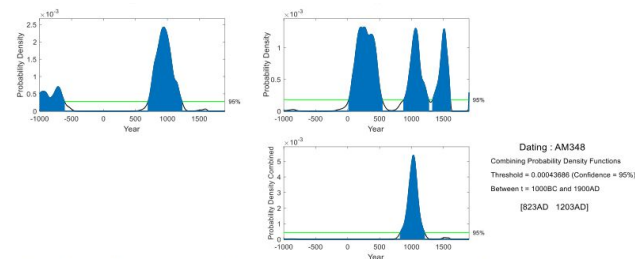 ×10⁻³
2.5
2
1.5
1
0.5
0
Probability Density
95%
-1000 -500 0 500 1000 1500
Year
×10⁻³
1
0.5
0
Probability Density
95%
-1000 -500 0 500 1000 1500
Year
×10⁻³
5
4
3
2
1
0
Probability Density Combined
95%
-1000 -500 0 500 1000 1500
Year
Dating : AM348
Combining Probability Density Functions
Threshold = 0.00043686 (Confidence = 95%)
Between t = 1000BC and 1900AD
[823AD 1203AD]